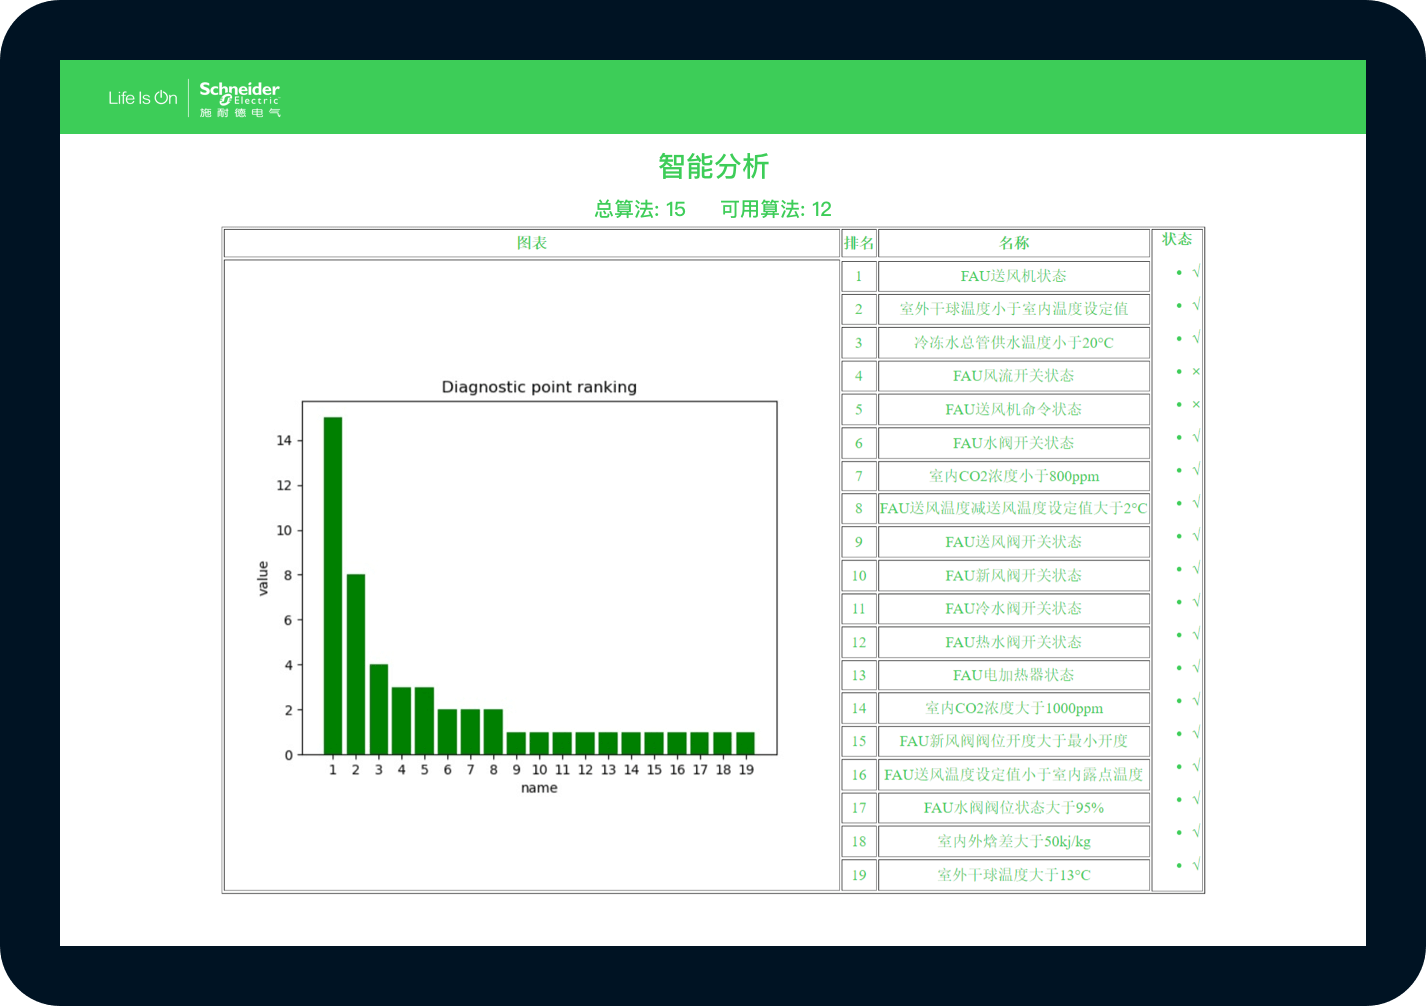 Life Is On
Schneider
Electric
施耐德电气
智能分析
总算法: 15 可用算法: 12
图表 排名 名称 状态
1 FAU送风机状态 • √
2 室外干球温度小于室内温度设定值 • √
3 冷冻水总管供水温度小于20°C • √
4 FAU风流开关状态 • ×
5 FAU送风机命令状态 • ×
6 FAU水阀开关状态 • √
7 室内CO2浓度小于800ppm • √
8 FAU送风温度减送风温度设定值大于2°C • √
9 FAU送风阀开关状态 • √
10 FAU新风阀开关状态 • √
11 FAU冷水阀开关状态 • √
12 FAU热水阀开关状态 • √
13 FAU电加热器状态 • √
14 室内CO2浓度大于1000ppm • √
15 FAU新风阀阀位开度大于最小开度 • √
16 FAU送风温度设定值小于室内露点温度 • √
17 FAU水阀阀位状态大于95% • √
18 室内外焓差大于50kj/kg • √
19 室外干球温度大于13°C • √
Diagnostic point ranking
14
12
10
8
6
4
2
0
value
1 2 3 4 5 6 7 8 9 10 11 12 13 14 15 16 17 18 19
name